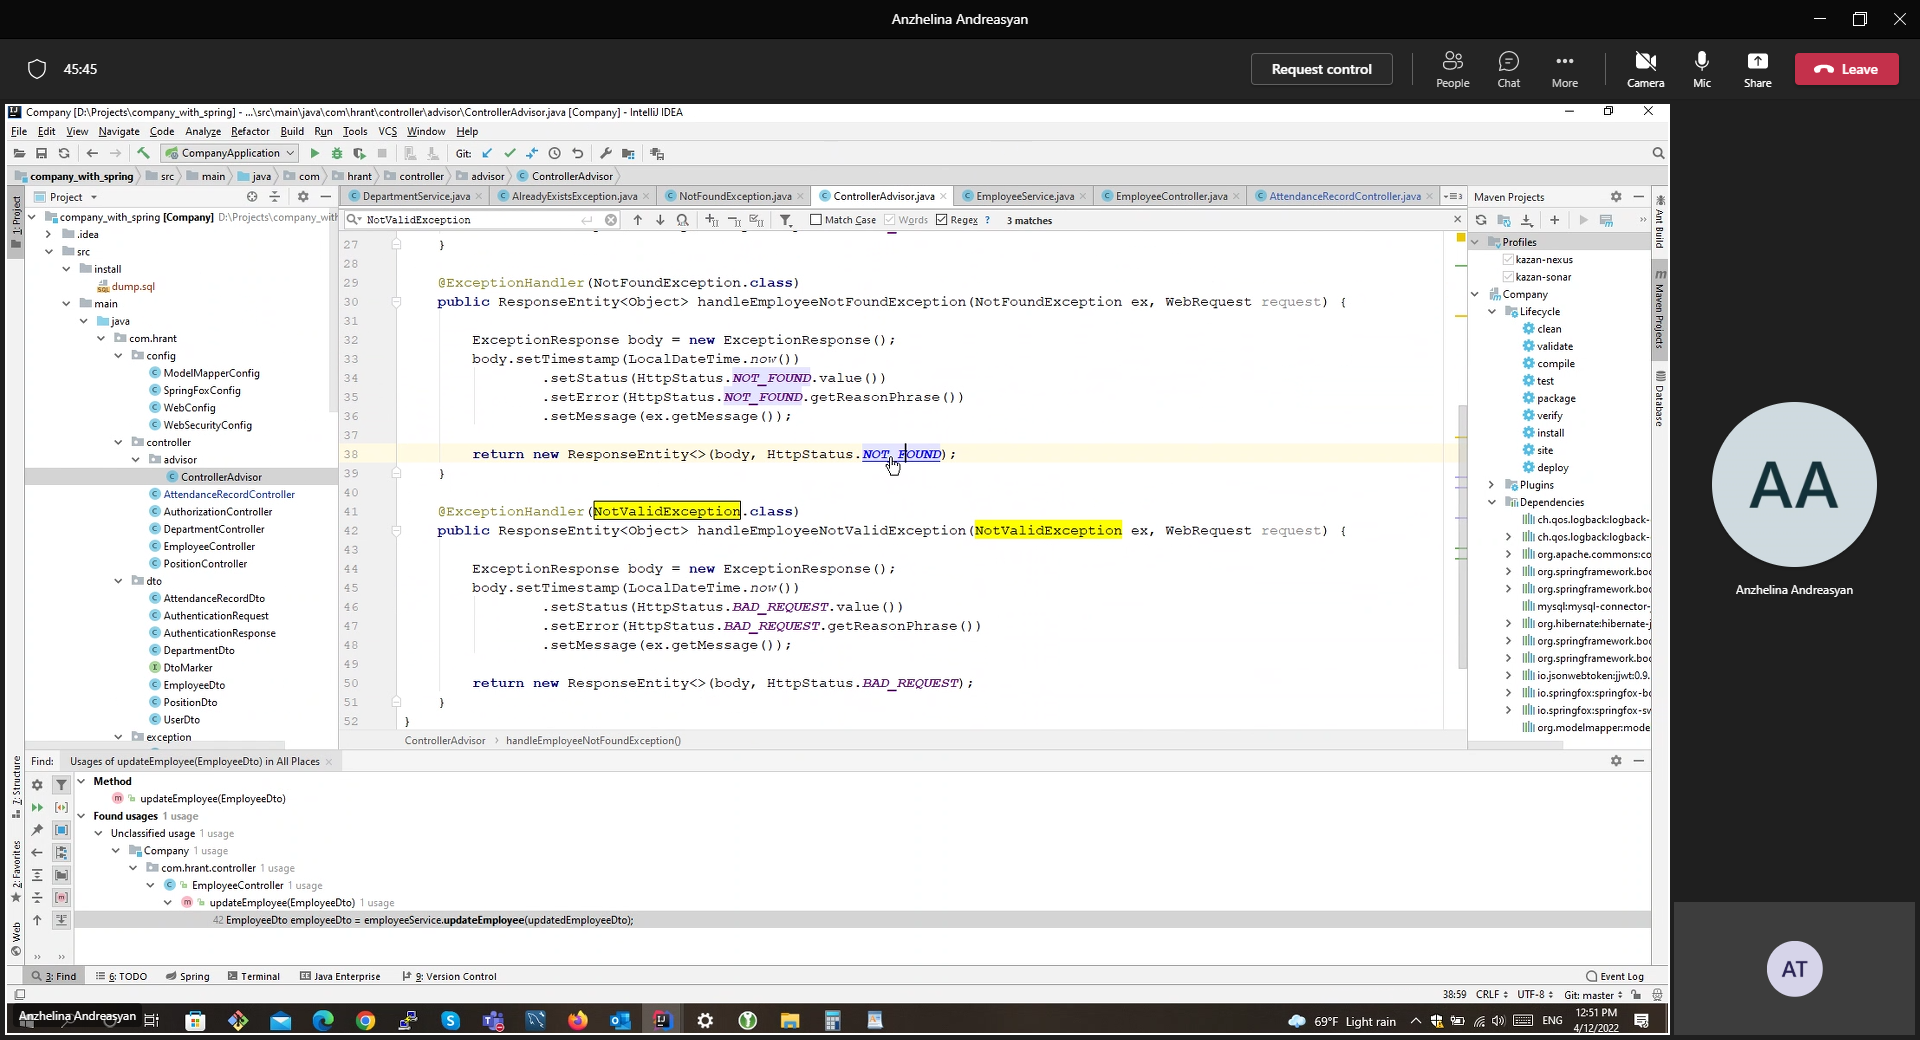 Anzhelina Andreasyan
45:45
Request control
People
Chat
More
Camera
Mic
Share
Leave
Company [D:\Projects\company_with_spring] - ...\src\main\java\com\hrant\controller\advisor\ControllerAdvisor.java [Company] - IntelliJ IDEA
File Edit View Navigate Code Analyze Refactor Build Run Tools VCS Window Help
CompanyApplication
Git:
company_with_spring src main java com hrant controller advisor ControllerAdvisor
1: Project
Project
DepartmentService.java
AlreadyExistsException.java
NotFoundException.java
ControllerAdvisor.java
EmployeeService.java
EmployeeController.java
AttendanceRecordController.java
Maven Projects
company_with_spring [Company] D:\Projects\company_with
.idea
src
install
dump.sql
main
java
com.hrant
config
ModelMapperConfig
SpringFoxConfig
WebConfig
WebSecurityConfig
controller
advisor
ControllerAdvisor
AttendanceRecordController
AuthorizationController
DepartmentController
EmployeeController
PositionController
dto
AttendanceRecordDto
AuthenticationRequest
AuthenticationResponse
DepartmentDto
DtoMarker
EmployeeDto
PositionDto
UserDto
exception
NotValidException
Match Case Words Regex ? 3 matches
27 }
28
29 @ExceptionHandler(NotFoundException.class)
30 public ResponseEntity<Object> handleEmployeeNotFoundException(NotFoundException ex, WebRequest request) {
31
32 ExceptionResponse body = new ExceptionResponse();
33 body.setTimestamp(LocalDateTime.now())
34 .setStatus(HttpStatus.NOT_FOUND.value())
35 .setError(HttpStatus.NOT_FOUND.getReasonPhrase())
36 .setMessage(ex.getMessage());
37
38 return new ResponseEntity<>(body, HttpStatus.NOT_FOUND);
39 }
40
41 @ExceptionHandler(NotValidException.class)
42 public ResponseEntity<Object> handleEmployeeNotValidException(NotValidException ex, WebRequest request) {
43
44 ExceptionResponse body = new ExceptionResponse();
45 body.setTimestamp(LocalDateTime.now())
46 .setStatus(HttpStatus.BAD_REQUEST.value())
47 .setError(HttpStatus.BAD_REQUEST.getReasonPhrase())
48 .setMessage(ex.getMessage());
49
50 return new ResponseEntity<>(body, HttpStatus.BAD_REQUEST);
51 }
52 }
ControllerAdvisor > handleEmployeeNotFoundException()
Profiles
kazan-nexus
kazan-sonar
Company
Lifecycle
clean
validate
compile
test
package
verify
install
site
deploy
Plugins
Dependencies
ch.qos.logback:logback-
ch.qos.logback:logback-
org.apache.commons:co
org.springframework.boo
org.springframework.boo
mysql:mysql-connector-
org.hibernate:hibernate-j
org.springframework.boo
org.springframework.boo
io.jsonwebtoken:jjwt:0.9.
io.springfox:springfox-bo
io.springfox:springfox-sw
org.modelmapper:mode
Ant Build
Maven Projects
Database
AA
Anzhelina Andreasyan
AT
Find: Usages of updateEmployee(EmployeeDto) in All Places
Method
updateEmployee(EmployeeDto)
Found usages 1 usage
Unclassified usage 1 usage
Company 1 usage
com.hrant.controller 1 usage
EmployeeController 1 usage
updateEmployee(EmployeeDto) 1 usage
42 EmployeeDto employeeDto = employeeService.updateEmployee(updatedEmployeeDto);
7: Structure
2: Favorites
Web
3: Find 6: TODO Spring Terminal Java Enterprise 9: Version Control
Event Log
38:59 CRLF UTF-8 Git: master
Anzhelina Andreasyan
69°F Light rain
ENG
12:51 PM
4/12/2022